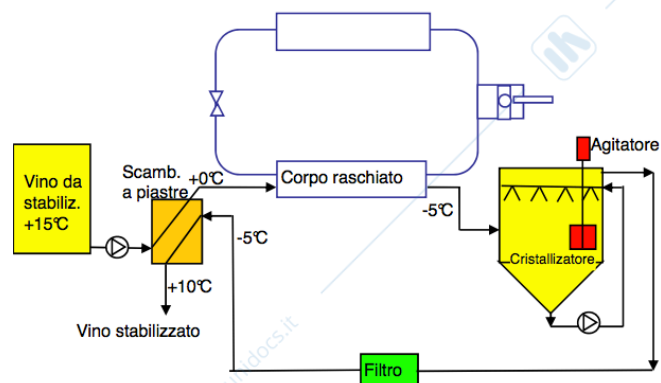 Vino da
stabiliz.
+15°C
Scamb.
a piastre
+0°C
Corpo raschiato
-5°C
Agitatore
Cristallizatore
-5°C
+10°C
Vino stabilizzato
Filtro